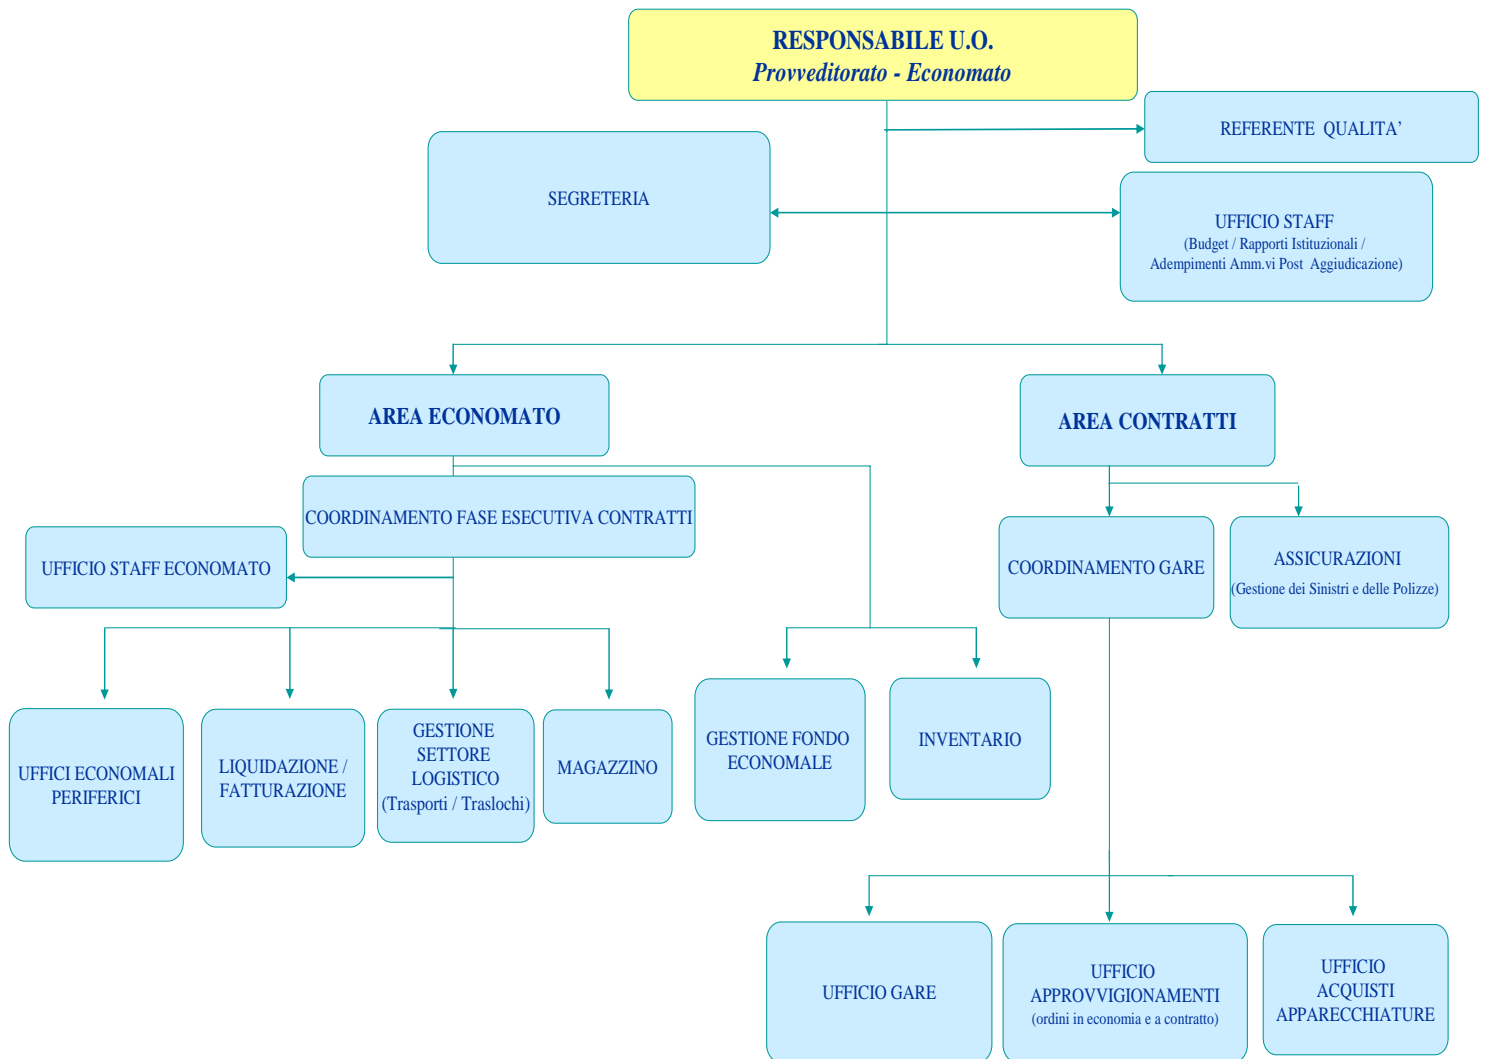 RESPONSABILE U.O.
Provveditorato - Economato
REFERENTE QUALITA’
SEGRETERIA
UFFICIO STAFF
(Budget / Rapporti Istituzionali /
Adempimenti Amm.vi Post Aggiudicazione)
AREA ECONOMATO
AREA CONTRATTI
COORDINAMENTO FASE ESECUTIVA CONTRATTI
UFFICIO STAFF ECONOMATO
COORDINAMENTO GARE
ASSICURAZIONI
(Gestione dei Sinistri e delle Polizze)
UFFICI ECONOMALI
PERIFERICI
LIQUIDAZIONE /
FATTURAZIONE
GESTIONE
SETTORE
LOGISTICO
(Trasporti / Traslochi)
MAGAZZINO
GESTIONE FONDO
ECONOMALE
INVENTARIO
UFFICIO GARE
UFFICIO
APPROVVIGIONAMENTI
(ordini in economia e a contratto)
UFFICIO
ACQUISTI
APPARECCHIATURE